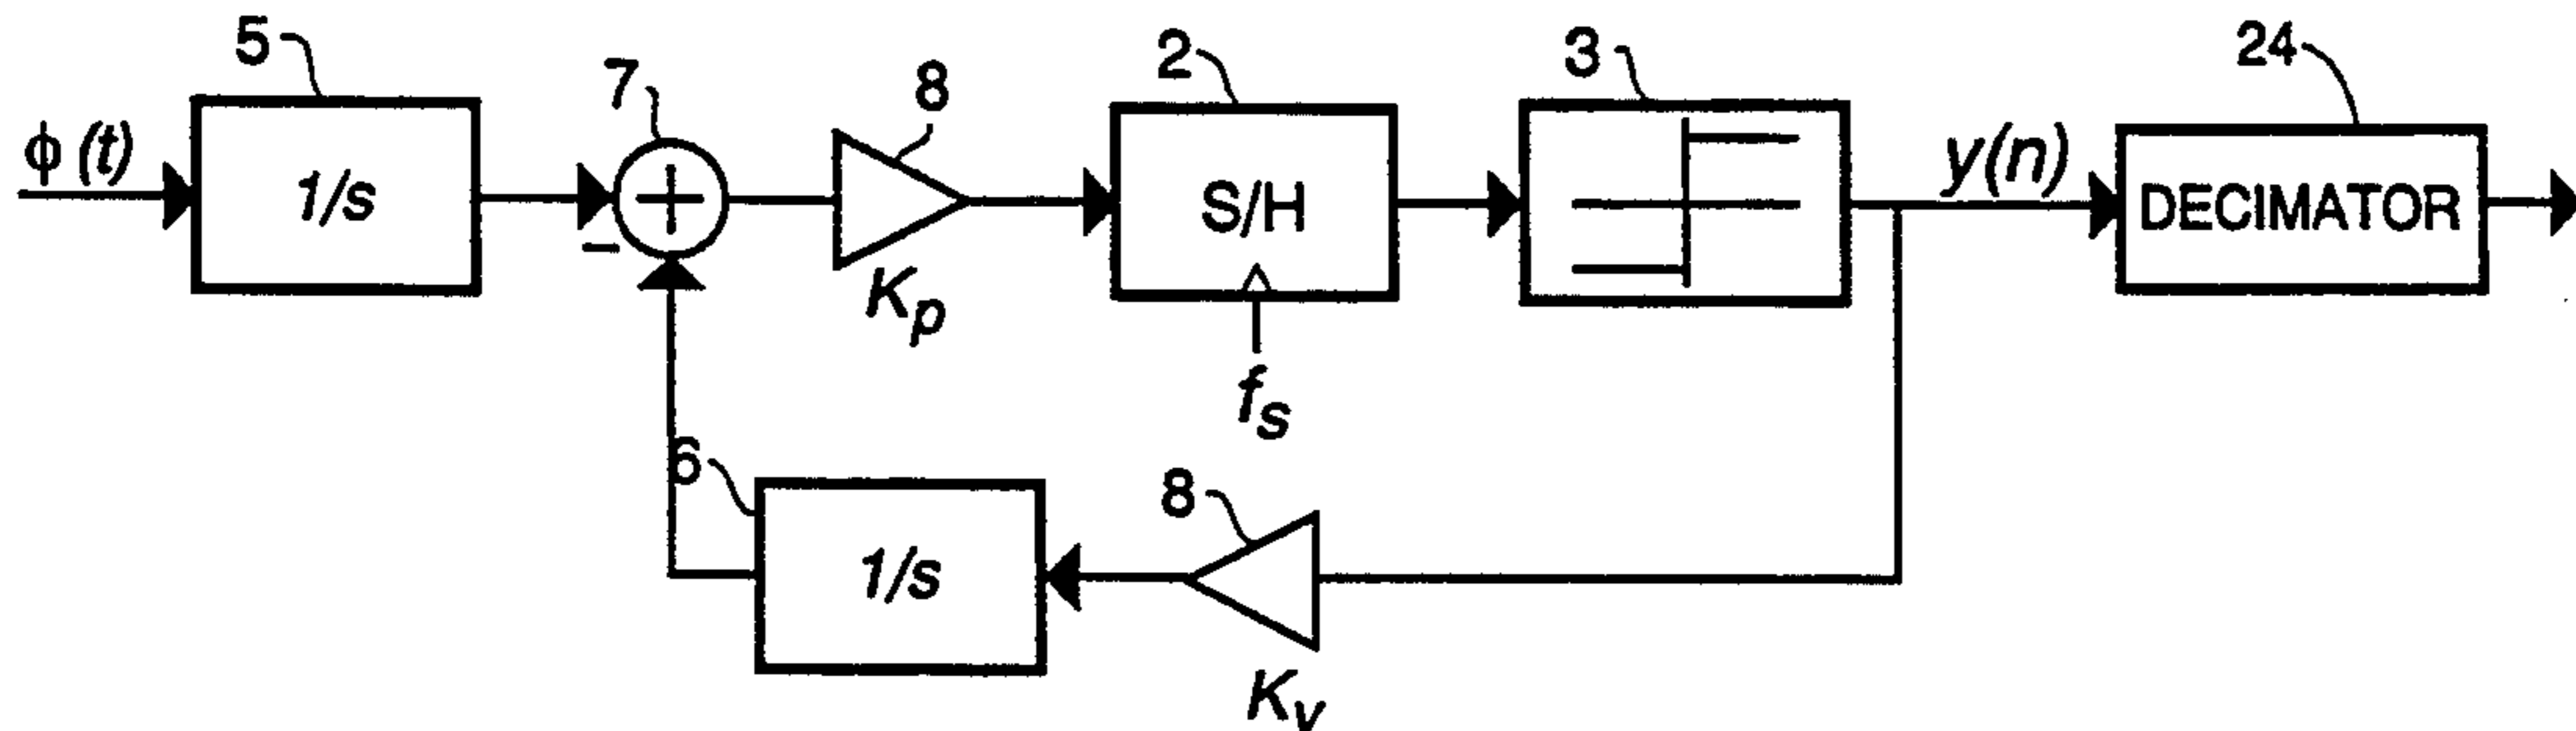 5
7
8
2
3
24
ϕ (t)
1/s
+
−
K_p
S/H
f_s
y(n)
DECIMATOR
6
1/s
8
K_v